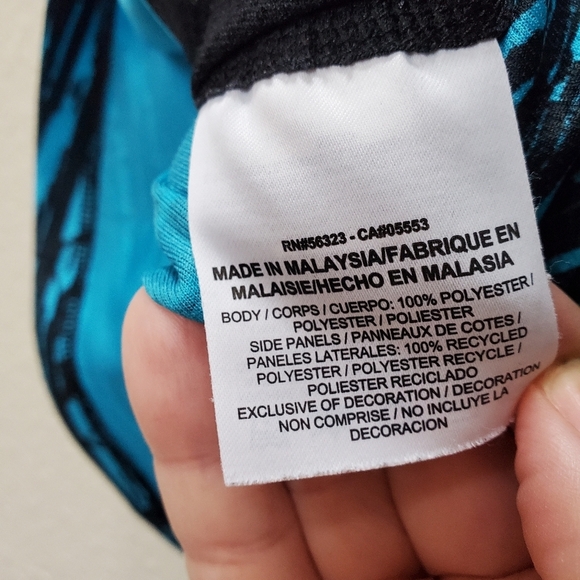 RN#56323 - CA#05553
MADE IN MALAYSIA/FABRIQUE EN
MALAISIE/HECHO EN MALASIA
BODY / CORPS / CUERPO: 100% POLYESTER/
POLYESTER / POLIESTER
SIDE PANELS / PANNEAUX DE COTES /
PANELES LATERALES: 100% RECYCLED
POLYESTER / POLYESTER RECYCLE /
POLIESTER RECICLADO
EXCLUSIVE OF DECORATION / DECORATION
NON COMPRISE / NO INCLUYE LA
DECORACION